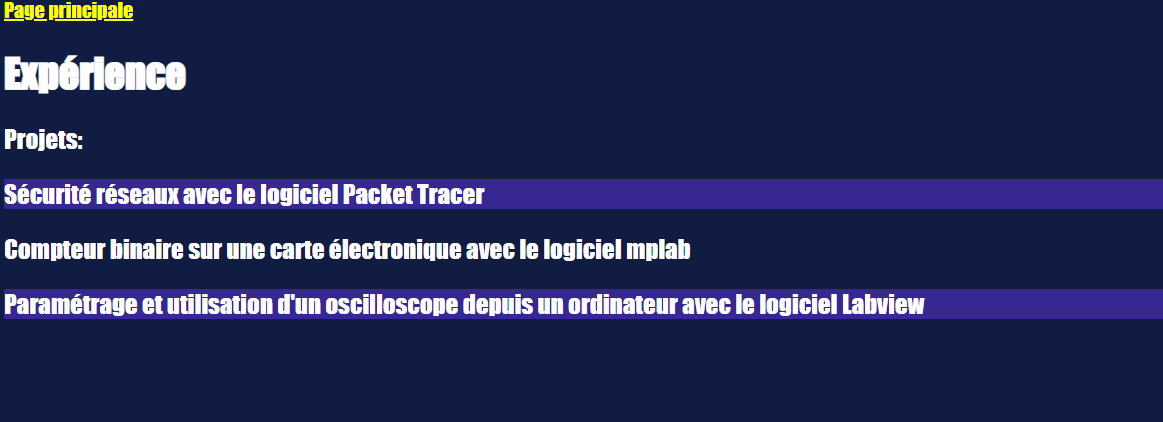 Page principale
Expérience
Projets:
Sécurité réseaux avec le logiciel Packet Tracer
Compteur binaire sur une carte électronique avec le logiciel mplab
Paramétrage et utilisation d'un oscilloscope depuis un ordinateur avec le logiciel Labview